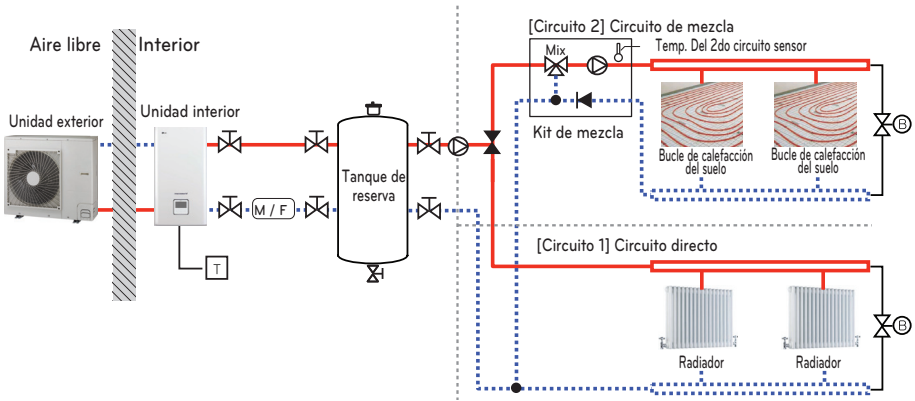 Aire libre
Interior
Unidad exterior
Unidad interior
M / F
T
Tanque de
reserva
[Circuito 2] Circuito de mezcla
Mix
Temp. Del 2do circuito sensor
Kit de mezcla
Bucle de calefacción
del suelo
Bucle de calefacción
del suelo
B
[Circuito 1] Circuito directo
Radiador
Radiador
B